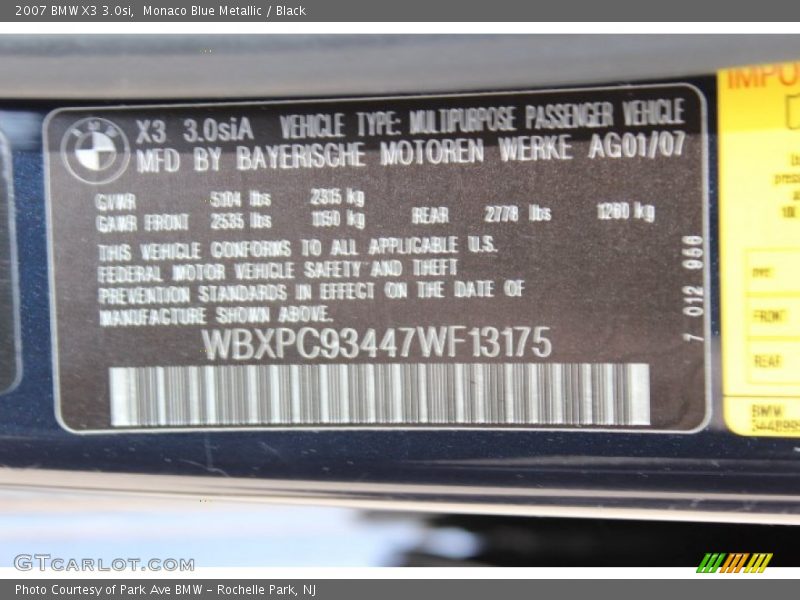 2007 BMW X3 3.0si, Monaco Blue Metallic / Black
X3 3.0siA VEHICLE TYPE: MULTIPURPOSE PASSENGER VEHICLE
MFD BY BAYERISCHE MOTOREN WERKE AG01/07
GVWR 5104 lbs 2315 kg
GAWR FRONT 2535 lbs 1150 kg REAR 2778 lbs 1260 kg
THIS VEHICLE CONFORMS TO ALL APPLICABLE U.S.
FEDERAL MOTOR VEHICLE SAFETY AND THEFT
PREVENTION STANDARDS IN EFFECT ON THE DATE OF
MANUFACTURE SHOWN ABOVE.
WBXPC93447WF13175
7 012 956
IMPO
FRONT
REAR
BMW
GTCARLOT.COM
Photo Courtesy of Park Ave BMW - Rochelle Park, NJ